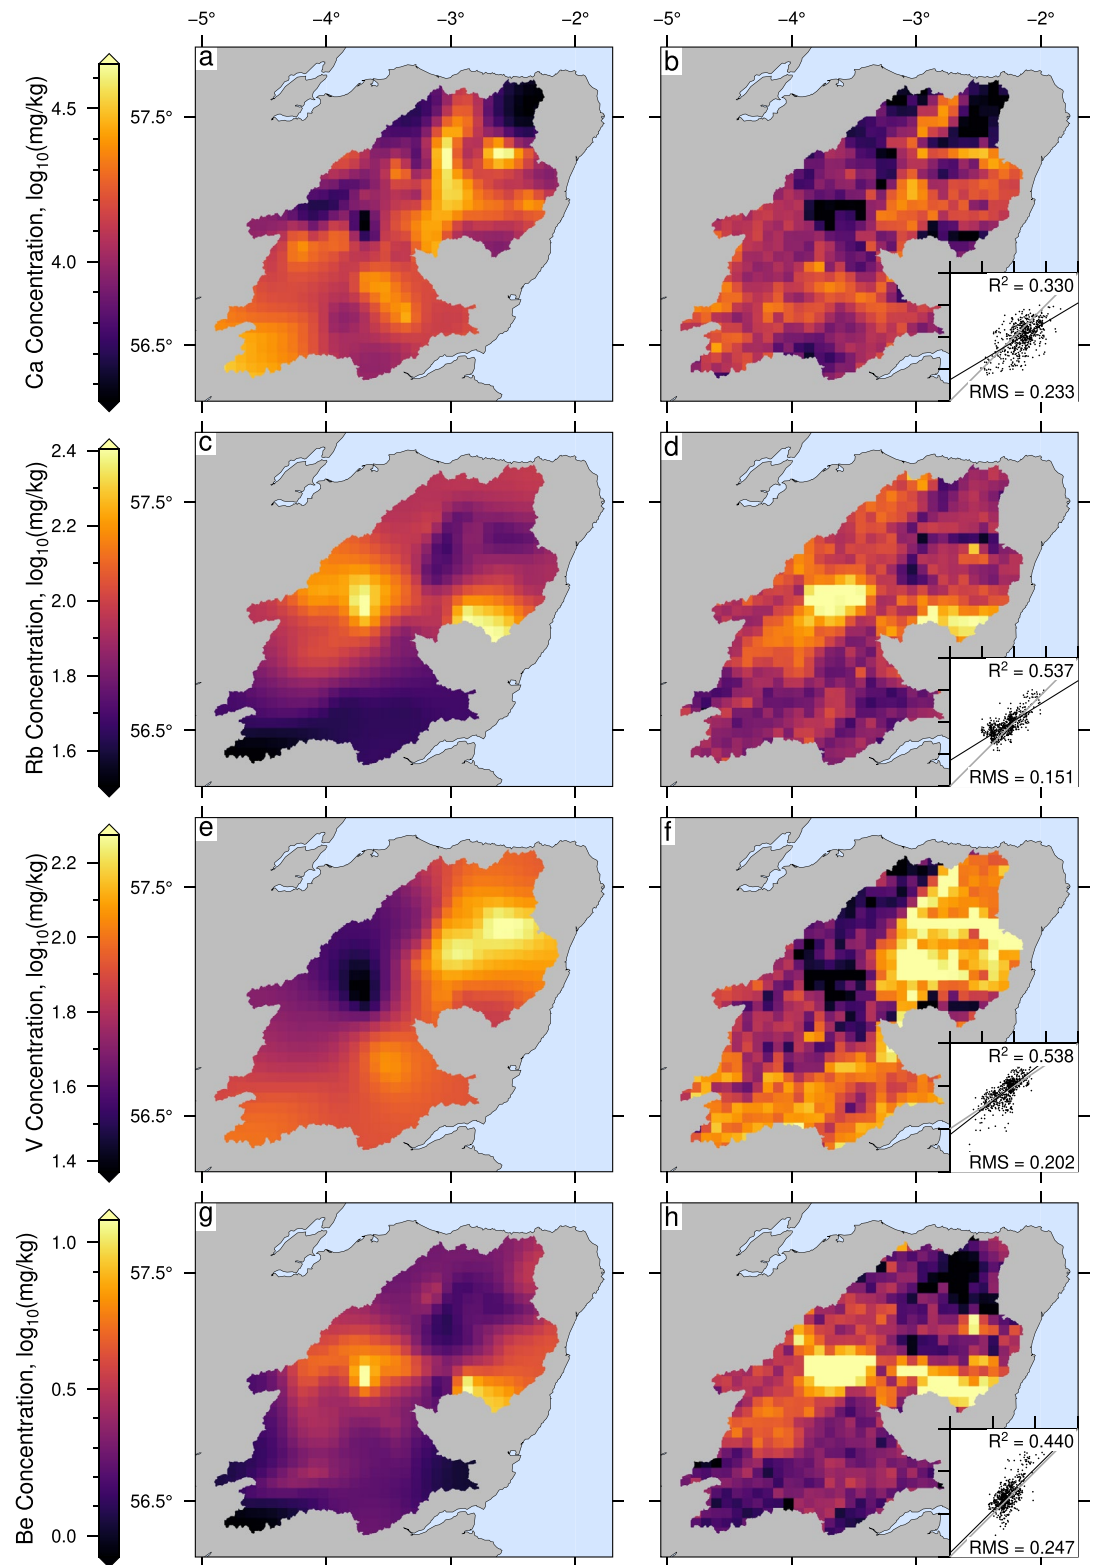 −5° −4° −3° −2° −5° −4° −3° −2°
a
b
Ca Concentration, log10(mg/kg)
4.5
4.0
57.5°
56.5°
R2 = 0.330
RMS = 0.233
c
d
Rb Concentration, log10(mg/kg)
2.4
2.2
2.0
1.8
1.6
57.5°
56.5°
R2 = 0.537
RMS = 0.151
e
f
V Concentration, log10(mg/kg)
2.2
2.0
1.8
1.6
1.4
57.5°
56.5°
R2 = 0.538
RMS = 0.202
g
h
Be Concentration, log10(mg/kg)
1.0
0.5
0.0
57.5°
56.5°
R2 = 0.440
RMS = 0.247